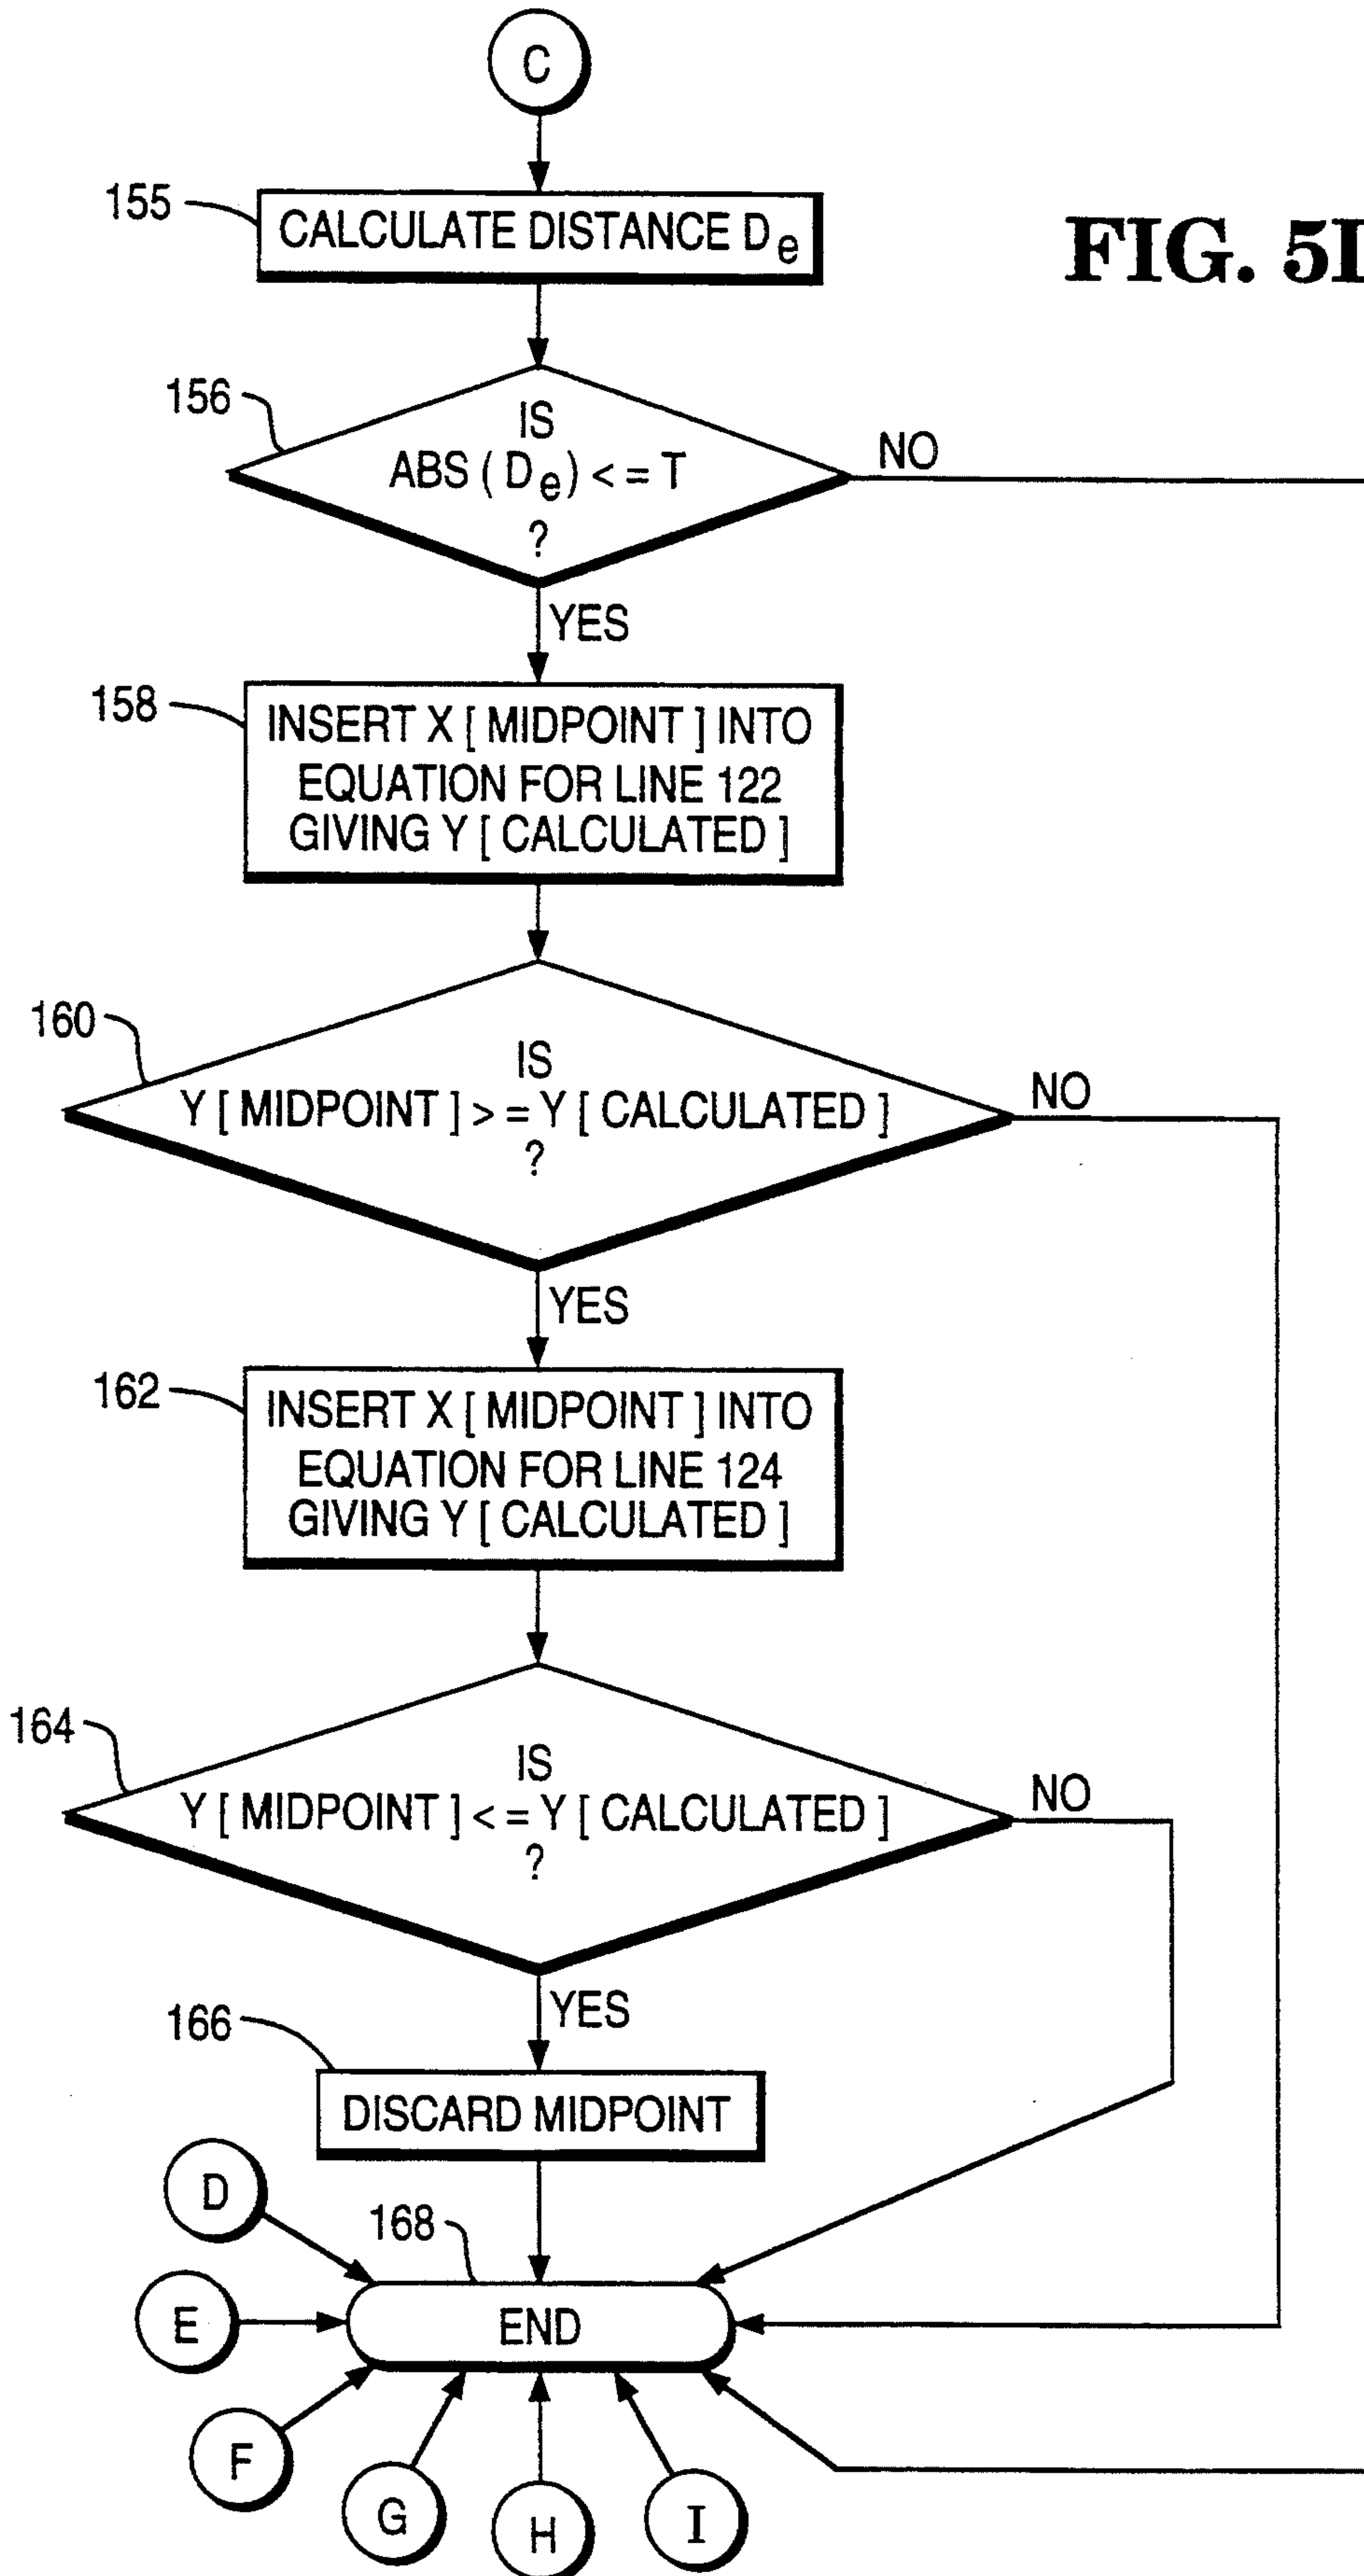 C
155
CALCULATE DISTANCE De
FIG. 5
156
IS
ABS ( De ) < = T
?
NO
YES
158
INSERT X [ MIDPOINT ] INTO
EQUATION FOR LINE 122
GIVING Y [ CALCULATED ]
160
IS
Y [ MIDPOINT ] > = Y [ CALCULATED ]
?
NO
YES
162
INSERT X [ MIDPOINT ] INTO
EQUATION FOR LINE 124
GIVING Y [ CALCULATED ]
164
IS
Y [ MIDPOINT ] < = Y [ CALCULATED ]
?
NO
YES
166
DISCARD MIDPOINT
D
168
E
END
F
G
H
I